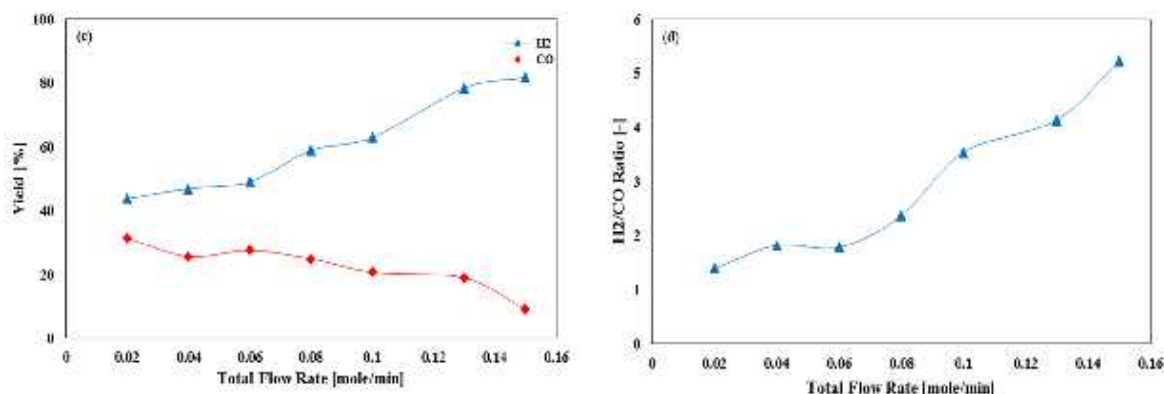 (c)
H2
CO
100
80
60
40
20
0
Yield [%]
0 0.02 0.04 0.06 0.08 0.1 0.12 0.14 0.16
Total Flow Rate [mole/min]
(d)
6
5
4
3
2
1
0
H2/CO Ratio [-]
0 0.02 0.04 0.06 0.08 0.1 0.12 0.14 0.16
Total Flow Rate [mole/min]